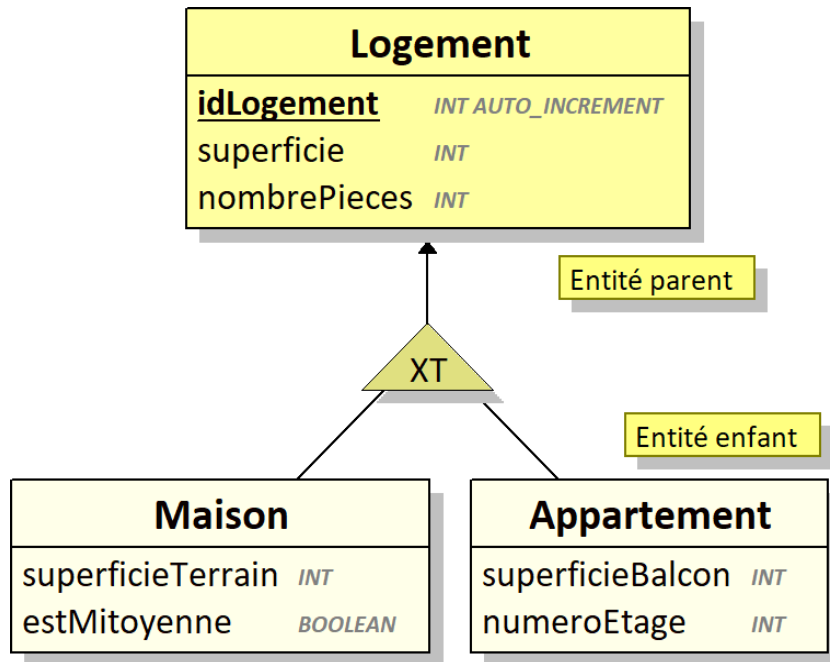 Logement
idLogement INT AUTO_INCREMENT
superficie INT
nombrePieces INT
Entité parent
XT
Entité enfant
Maison
superficieTerrain INT
estMitoyenne BOOLEAN
Appartement
superficieBalcon INT
numeroEtage INT